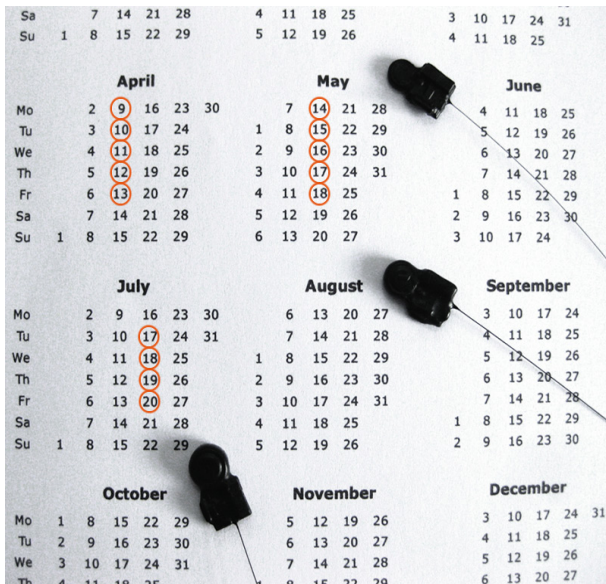 Sa 7 14 21 28 4 11 18 25 3 10 17 24 31
Su 1 8 15 22 29 5 12 19 26 4 11 18 25
April May June
Mo 2 9 16 23 30 7 14 21 28 4 11 18 25
Tu 3 10 17 24 1 8 15 22 29 5 12 19 26
We 4 11 18 25 2 9 16 23 30 6 13 20 27
Th 5 12 19 26 3 10 17 24 31 7 14 21 28
Fr 6 13 20 27 4 11 18 25 1 8 15 22 29
Sa 7 14 21 28 5 12 19 26 2 9 16 23 30
Su 1 8 15 22 29 6 13 20 27 3 10 17 24
July August September
Mo 2 9 16 23 30 6 13 20 27 3 10 17 24
Tu 3 10 17 24 31 7 14 21 28 4 11 18 25
We 4 11 18 25 1 8 15 22 29 5 12 19 26
Th 5 12 19 26 2 9 16 23 30 6 13 20 27
Fr 6 13 20 27 3 10 17 24 31 7 14 21 28
Sa 7 14 21 28 4 11 18 25 1 8 15 22 29
Su 1 8 15 22 29 5 12 19 26 2 9 16 23 30
October November December
Mo 1 8 15 22 29 5 12 19 26 3 10 17 24 31
Tu 2 9 16 23 30 6 13 20 27 4 11 18 25
We 3 10 17 24 31 7 14 21 28 5 12 19 26
Th 4 11 18 25 1 8 15 22 29 6 13 20 27